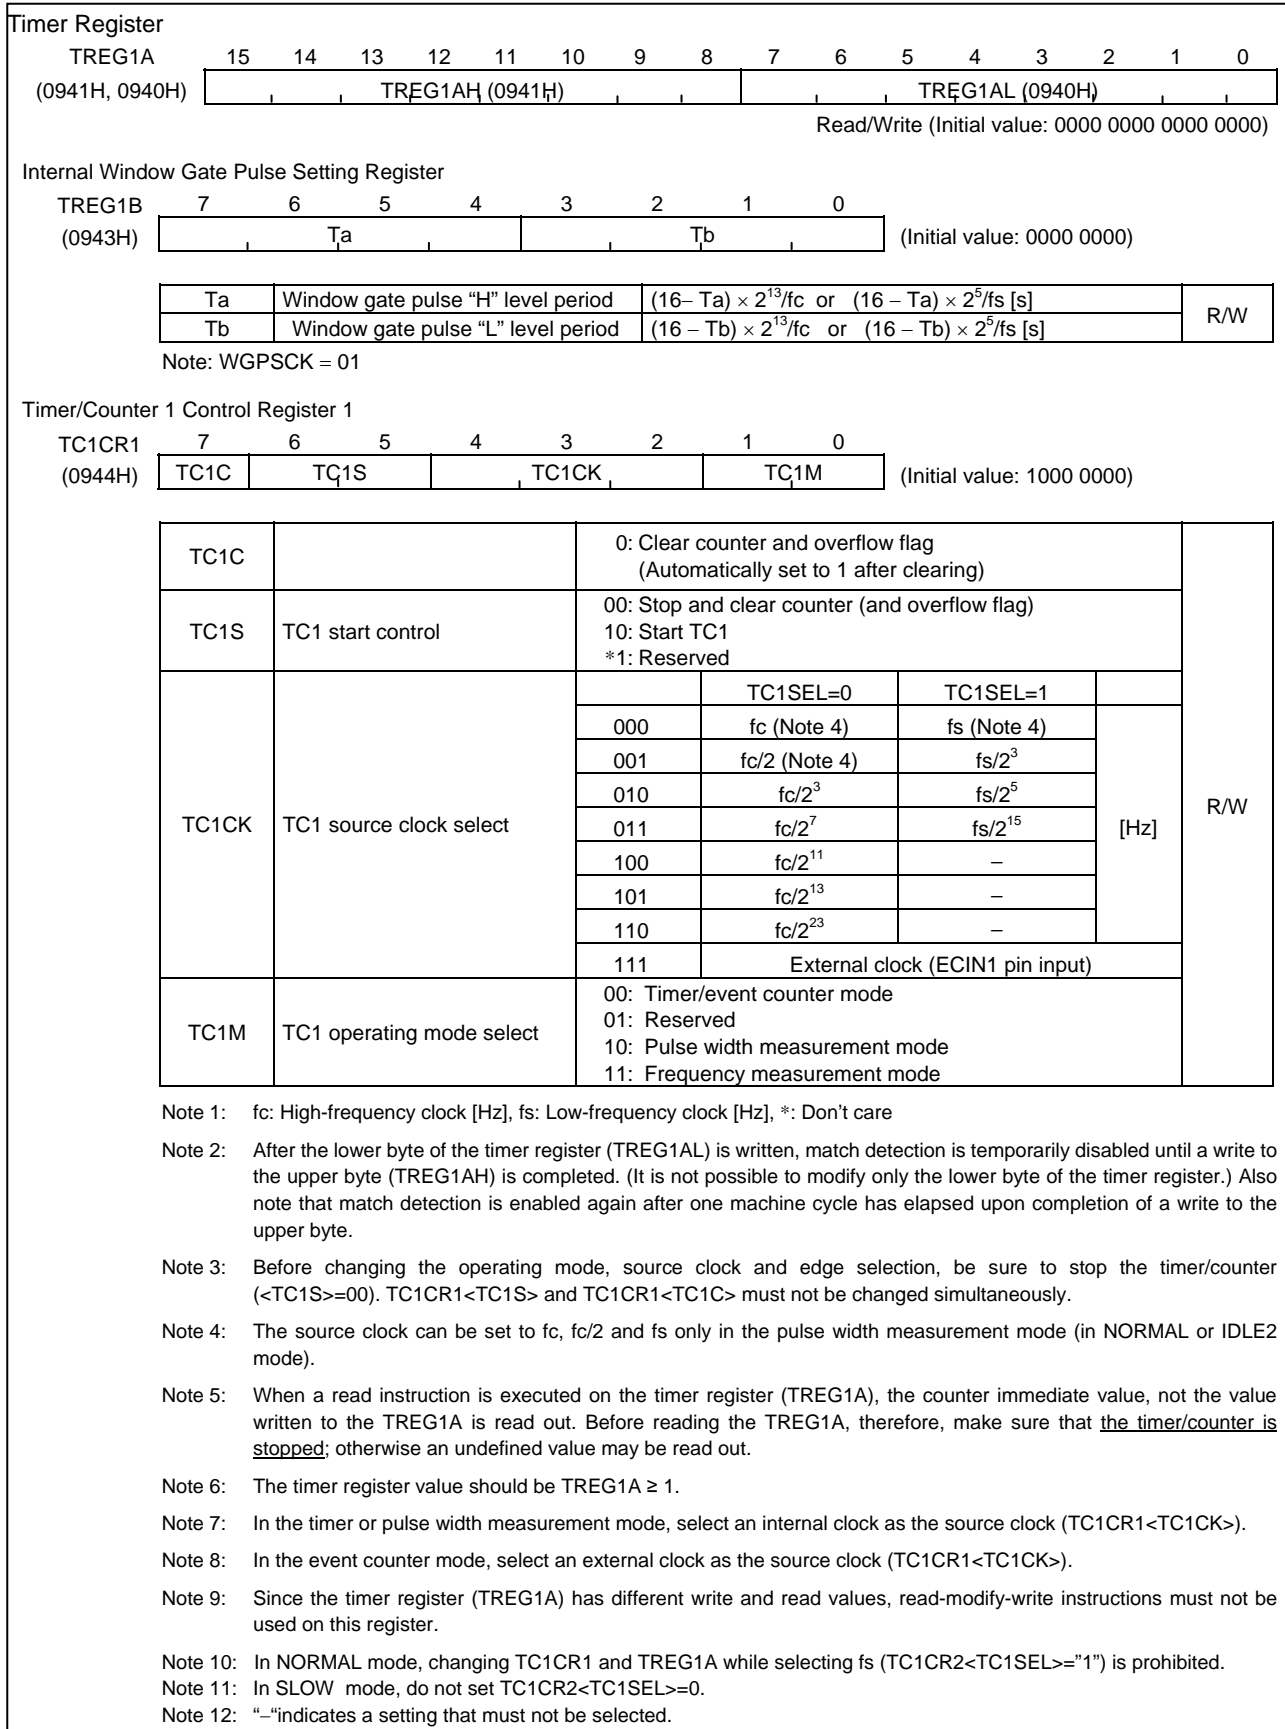 Timer Register
TREG1A 15 14 13 12 11 10 9 8 7 6 5 4 3 2 1 0
(0941H, 0940H) TREG1AH (0941H) TREG1AL (0940H)
Read/Write (Initial value: 0000 0000 0000 0000)
Internal Window Gate Pulse Setting Register
TREG1B 7 6 5 4 3 2 1 0
(0943H) Ta Tb (Initial value: 0000 0000)
Ta Window gate pulse “H” level period (16– Ta) × 2^13/fc or (16 – Ta) × 2^5/fs [s] R/W
Tb Window gate pulse “L” level period (16 – Tb) × 2^13/fc or (16 – Tb) × 2^5/fs [s]
Note: WGPSCK = 01
Timer/Counter 1 Control Register 1
TC1CR1 7 6 5 4 3 2 1 0
(0944H) TC1C TC1S TC1CK TC1M (Initial value: 1000 0000)
TC1C 0: Clear counter and overflow flag
(Automatically set to 1 after clearing)
TC1S TC1 start control 00: Stop and clear counter (and overflow flag)
10: Start TC1
*1: Reserved
TC1SEL=0 TC1SEL=1
000 fc (Note 4) fs (Note 4)
001 fc/2 (Note 4) fs/2^3
010 fc/2^3 fs/2^5
TC1CK TC1 source clock select 011 fc/2^7 fs/2^15 [Hz] R/W
100 fc/2^11 –
101 fc/2^13 –
110 fc/2^23 –
111 External clock (ECIN1 pin input)
TC1M TC1 operating mode select 00: Timer/event counter mode
01: Reserved
10: Pulse width measurement mode
11: Frequency measurement mode
Note 1: fc: High-frequency clock [Hz], fs: Low-frequency clock [Hz], *: Don’t care
Note 2: After the lower byte of the timer register (TREG1AL) is written, match detection is temporarily disabled until a write to
the upper byte (TREG1AH) is completed. (It is not possible to modify only the lower byte of the timer register.) Also
note that match detection is enabled again after one machine cycle has elapsed upon completion of a write to the
upper byte.
Note 3: Before changing the operating mode, source clock and edge selection, be sure to stop the timer/counter
(<TC1S>=00). TC1CR1<TC1S> and TC1CR1<TC1C> must not be changed simultaneously.
Note 4: The source clock can be set to fc, fc/2 and fs only in the pulse width measurement mode (in NORMAL or IDLE2
mode).
Note 5: When a read instruction is executed on the timer register (TREG1A), the counter immediate value, not the value
written to the TREG1A is read out. Before reading the TREG1A, therefore, make sure that the timer/counter is
stopped; otherwise an undefined value may be read out.
Note 6: The timer register value should be TREG1A ≥ 1.
Note 7: In the timer or pulse width measurement mode, select an internal clock as the source clock (TC1CR1<TC1CK>).
Note 8: In the event counter mode, select an external clock as the source clock (TC1CR1<TC1CK>).
Note 9: Since the timer register (TREG1A) has different write and read values, read-modify-write instructions must not be
used on this register.
Note 10: In NORMAL mode, changing TC1CR1 and TREG1A while selecting fs (TC1CR2<TC1SEL>=”1”) is prohibited.
Note 11: In SLOW mode, do not set TC1CR2<TC1SEL>=0.
Note 12: “–“indicates a setting that must not be selected.